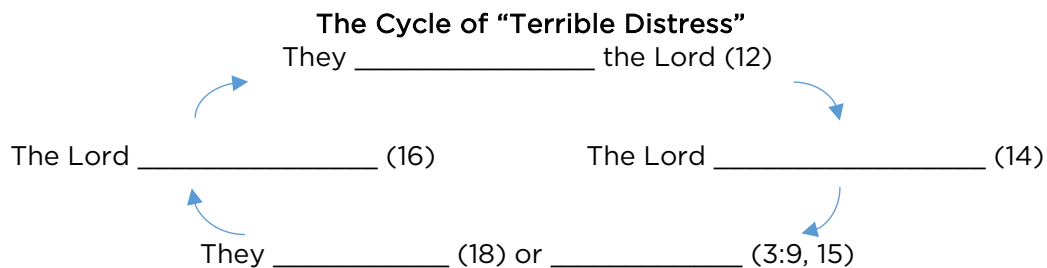 The Cycle of “Terrible Distress”
They _________________ the Lord (12)
The Lord _________________ (16)
The Lord ___________________ (14)
They ____________ (18) or _____________ (3:9, 15)